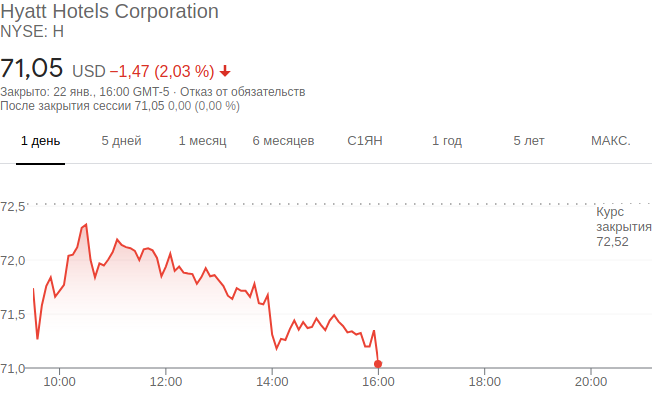 Hyatt Hotels Corporation
NYSE: H
71,05 USD −1,47 (2,03 %)
Закрыто: 22 янв., 16:00 GMT-5 · Отказ от обязательств
После закрытия сессии 71,05 0,00 (0,00 %)
1 день 5 дней 1 месяц 6 месяцев С1ЯН 1 год 5 лет МАКС.
72,5
Курс
закрытия
72,52
72,0
71,5
71,0
10:00 12:00 14:00 16:00 18:00 20:00